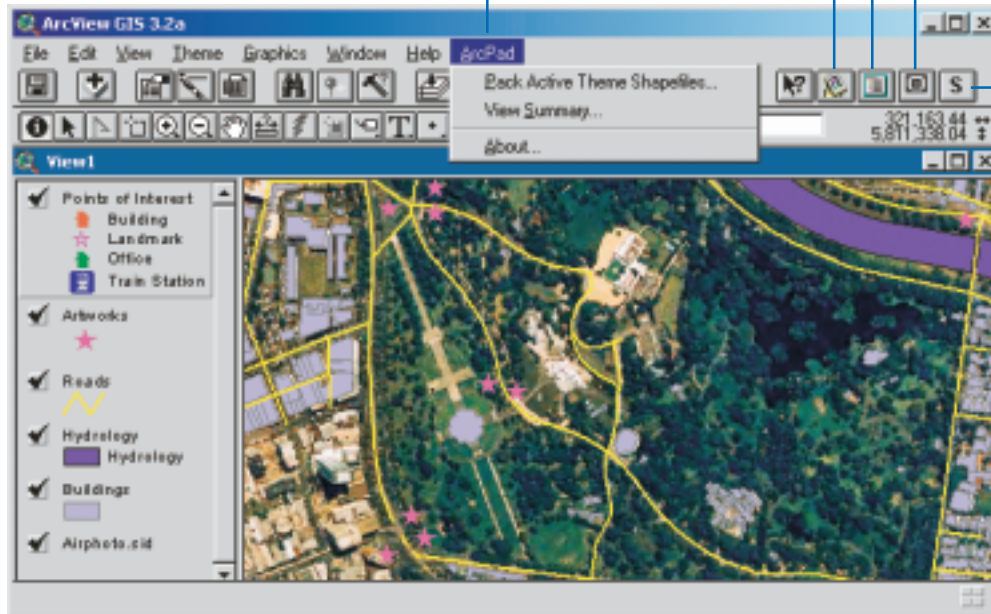 ArcView GIS 3.2a
File Edit View Theme Graphics Window Help ArcPad
Pack Active Theme Shapefiles...
View Summary...
About...
S
T
321,163.44
5,811,338.04
View1
Points of Interest
Building
Landmark
Office
Train Station
Artworks
Roads
Hydrology
Hydrology
Buildings
Airphoto.sid